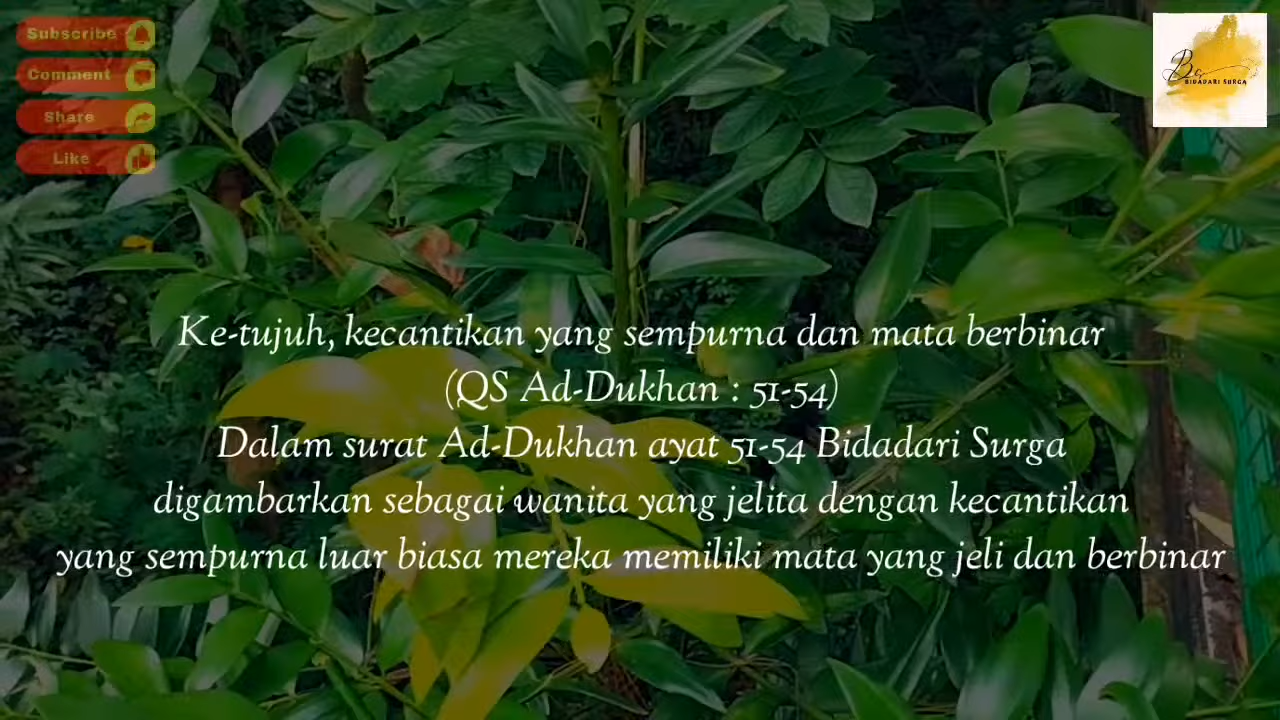 Subscribe
Comment
Share
Like
BIDADARI SURGA
Ke-tujuh, kecantikan yang sempurna dan mata berbinar
(QS Ad-Dukhan : 51-54)
Dalam surat Ad-Dukhan ayat 51-54 Bidadari Surga
digambarkan sebagai wanita yang jelita dengan kecantikan
yang sempurna luar biasa mereka memiliki mata yang jeli dan berbinar